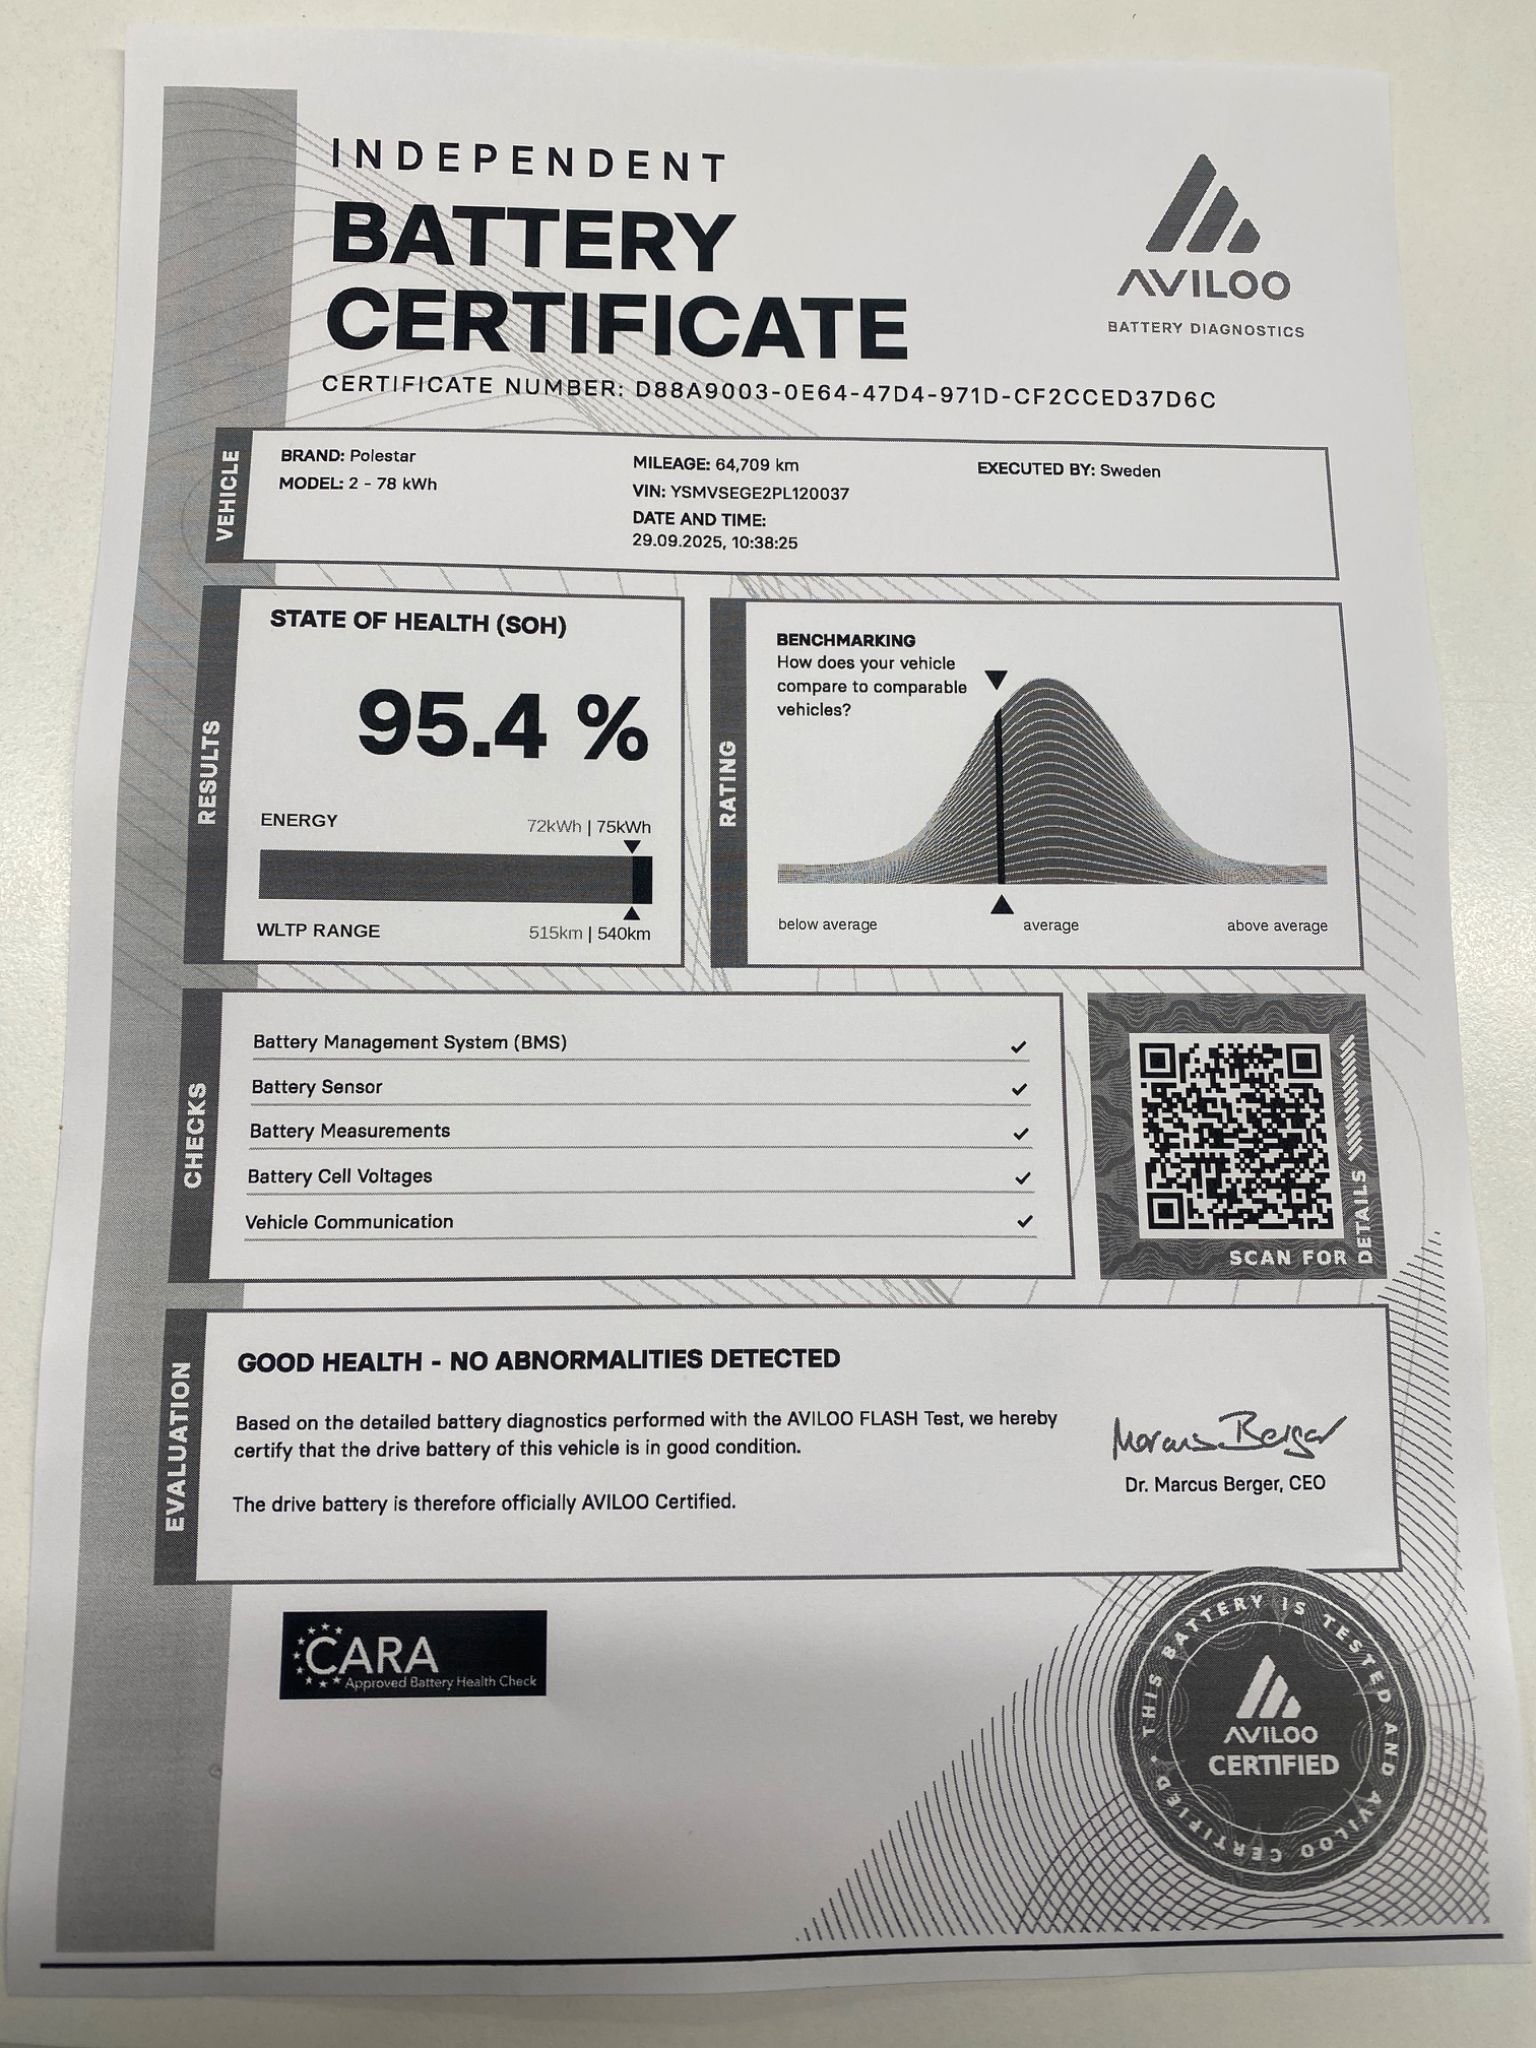 INDEPENDENT
BATTERY
CERTIFICATE
CERTIFICATE NUMBER: D88A9003-0E64-47D4-971D-CF2CCED37D6C
AVILOO
BATTERY DIAGNOSTICS
VEHICLE
BRAND: Polestar
MODEL: 2 - 78 kWh
MILEAGE: 64,709 km
VIN: YSMVSEGE2PL120037
DATE AND TIME:
29.09.2025, 10:38:25
EXECUTED BY: Sweden
RESULTS
STATE OF HEALTH (SOH)
95.4 %
ENERGY
72kWh | 75kWh
WLTP RANGE
515km | 540km
RATING
BENCHMARKING
How does your vehicle
compare to comparable
vehicles?
below average
average
above average
CHECKS
Battery Management System (BMS) ✓
Battery Sensor ✓
Battery Measurements ✓
Battery Cell Voltages ✓
Vehicle Communication ✓
SCAN FOR
DETAILS
EVALUATION
GOOD HEALTH - NO ABNORMALITIES DETECTED
Based on the detailed battery diagnostics performed with the AVILOO FLASH Test, we hereby
certify that the drive battery of this vehicle is in good condition.
The drive battery is therefore officially AVILOO Certified.
Marcus Berger
Dr. Marcus Berger, CEO
CARA
Approved Battery Health Check
THIS BATTERY IS TESTED AND AVILOO CERTIFIED
AVILOO
CERTIFIED